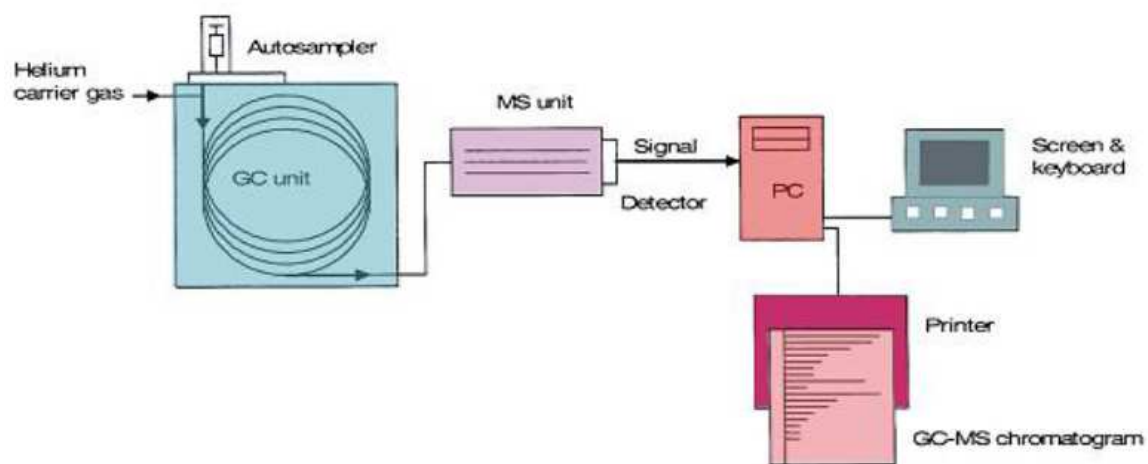 Autosampler
Helium
carrier gas
GC unit
MS unit
Signal
Detector
PC
Screen &
keyboard
Printer
GC-MS chromatogram